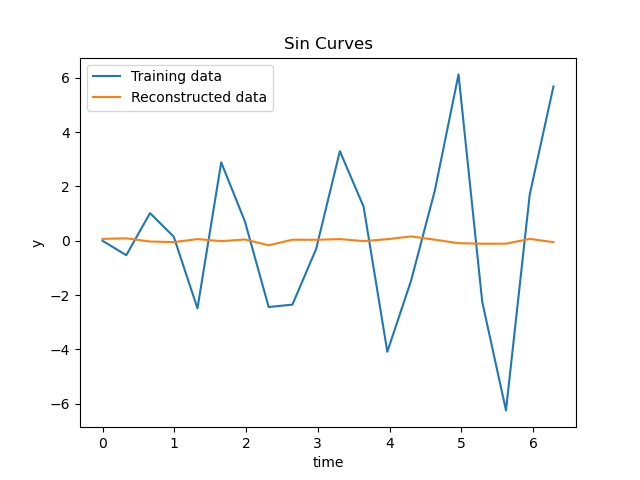 Sin Curves
Training data
Reconstructed data
6
4
2
0
−2
−4
−6
y
0 1 2 3 4 5 6
time